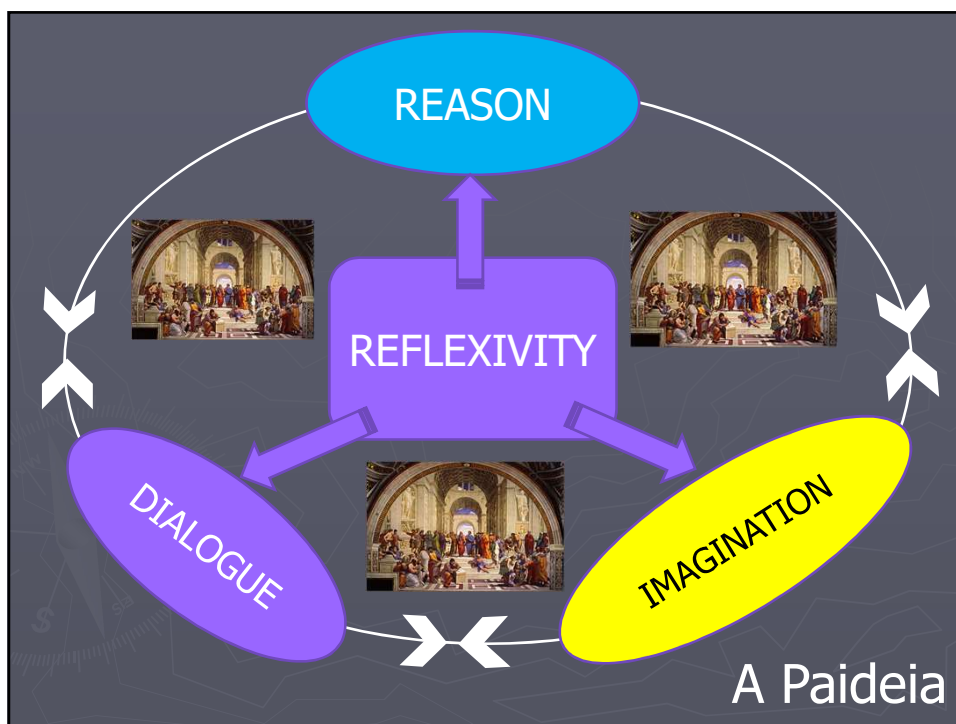 REASON
REFLEXIVITY
DIALOGUE
IMAGINATION
A Paideia